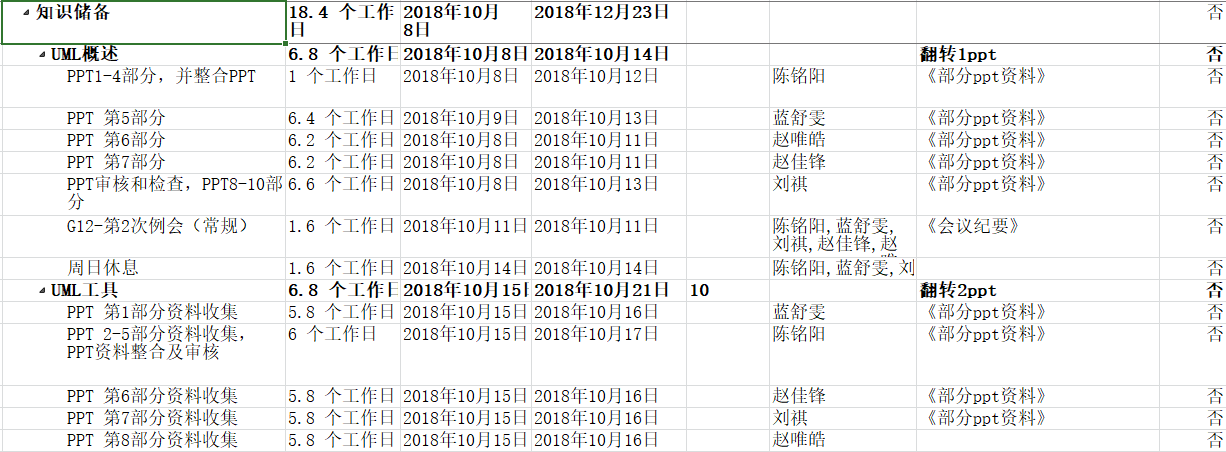 知识储备 18.4 个工作日 2018年10月8日 2018年12月23日 否
UML概述 6.8 个工作日 2018年10月8日 2018年10月14日 翻转1ppt 否
PPT1-4部分，并整合PPT 1 个工作日 2018年10月8日 2018年10月12日 陈铭阳 《部分ppt资料》 否
PPT 第5部分 6.4 个工作日 2018年10月9日 2018年10月13日 蓝舒雯 《部分ppt资料》 否
PPT 第6部分 6.2 个工作日 2018年10月8日 2018年10月11日 赵唯皓 《部分ppt资料》 否
PPT 第7部分 6.2 个工作日 2018年10月8日 2018年10月11日 赵佳锋 《部分ppt资料》 否
PPT审核和检查，PPT8-10部分 6.6 个工作日 2018年10月8日 2018年10月13日 刘祺 《部分ppt资料》 否
G12-第2次例会（常规） 1.6 个工作日 2018年10月11日 2018年10月11日 陈铭阳,蓝舒雯,刘祺,赵佳锋,赵 《会议纪要》 否
周日休息 1.6 个工作日 2018年10月14日 2018年10月14日 陈铭阳,蓝舒雯,刘 否
UML工具 6.8 个工作日 2018年10月15日 2018年10月21日 10 翻转2ppt 否
PPT 第1部分资料收集 5.8 个工作日 2018年10月15日 2018年10月16日 蓝舒雯 《部分ppt资料》 否
PPT 2-5部分资料收集，PPT资料整合及审核 6 个工作日 2018年10月15日 2018年10月17日 陈铭阳 《部分ppt资料》 否
PPT 第6部分资料收集 5.8 个工作日 2018年10月15日 2018年10月16日 赵佳锋 《部分ppt资料》 否
PPT 第7部分资料收集 5.8 个工作日 2018年10月15日 2018年10月16日 刘祺 《部分ppt资料》 否
PPT 第8部分资料收集 5.8 个工作日 2018年10月15日 2018年10月16日 赵唯皓 否